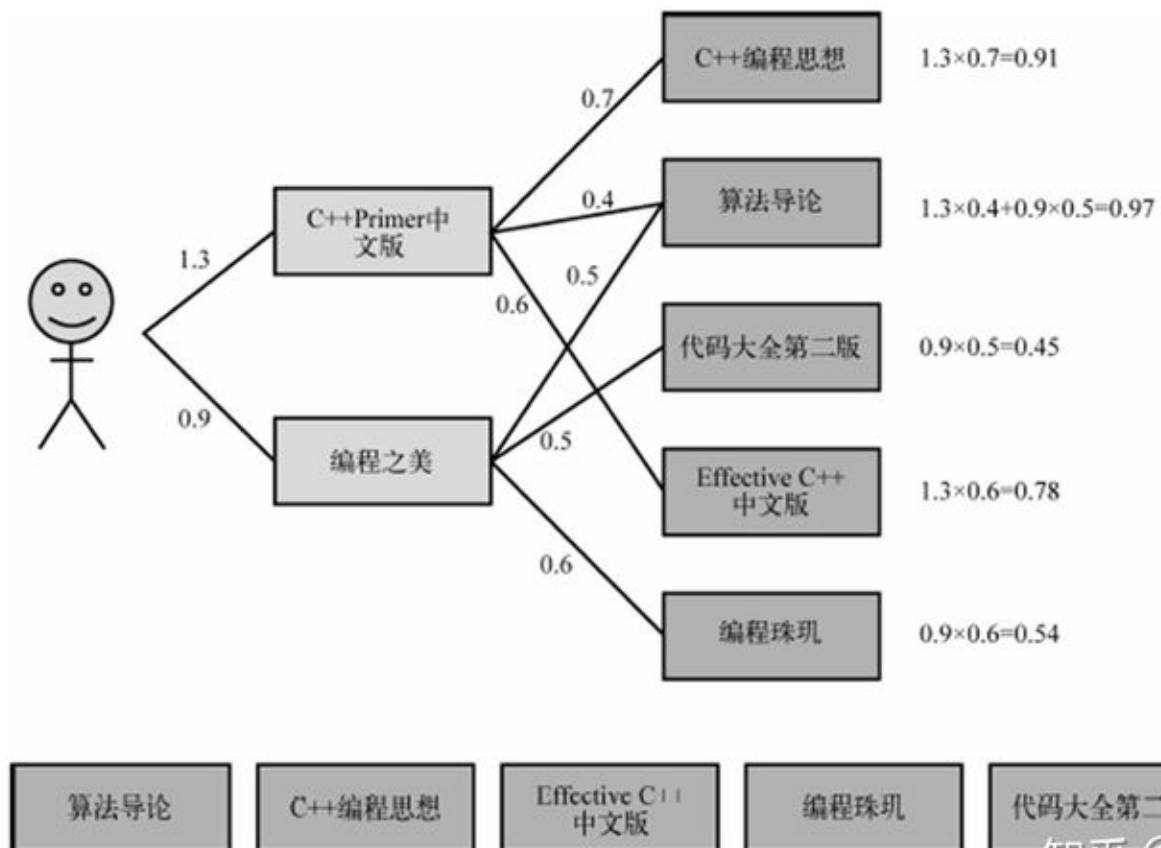 C++编程思想
1.3×0.7=0.91
0.7
算法导论
1.3×0.4+0.9×0.5=0.97
0.4
C++Primer中
文版
1.3
0.5
0.6
代码大全第二版
0.9×0.5=0.45
0.9
编程之美
0.5
Effective C++
中文版
1.3×0.6=0.78
0.6
编程珠玑
0.9×0.6=0.54
算法导论
C++编程思想
Effective C++
中文版
编程珠玑
代码大全第二